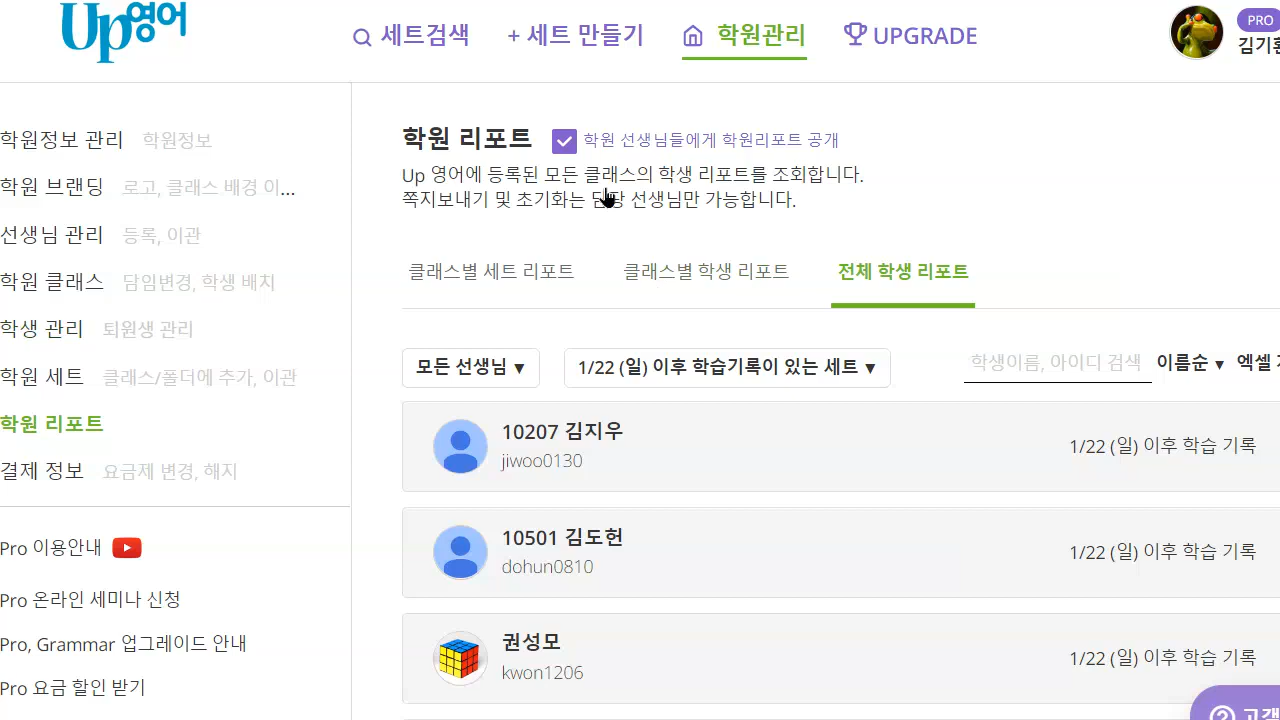 Up영어
세트검색
+ 세트 만들기
학원관리
UPGRADE
PRO
학원정보 관리 학원정보
학원 브랜딩 로고, 클래스 배경 이...
선생님 관리 등록, 이관
학원 클래스 담임변경, 학생 배치
학생 관리 퇴원생 관리
학원 세트 클래스/폴더에 추가, 이관
학원 리포트
결제 정보 요금제 변경, 해지
Pro 이용안내
Pro 온라인 세미나 신청
Pro, Grammar 업그레이드 안내
Pro 요금 할인 받기
학원 리포트 학원 선생님들에게 학원리포트 공개
Up 영어에 등록된 모든 클래스의 학생 리포트를 조회합니다.
쪽지보내기 및 초기화는 담당 선생님만 가능합니다.
클래스별 세트 리포트
클래스별 학생 리포트
전체 학생 리포트
모든 선생님 ▼
1/22 (일) 이후 학습기록이 있는 세트 ▼
학생이름, 아이디 검색
이름순 ▼
엑셀
10207 김지우
jiwoo0130
1/22 (일) 이후 학습 기록
10501 김도헌
dohun0810
1/22 (일) 이후 학습 기록
권성모
kwon1206
1/22 (일) 이후 학습 기록